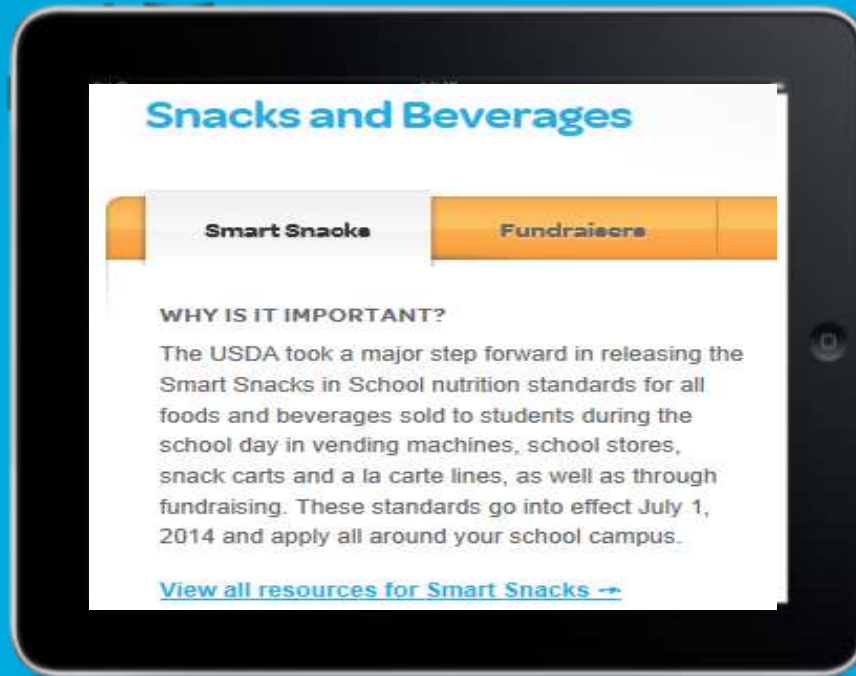 Snacks and Beverages
Smart Snacks
Fundraisers
WHY IS IT IMPORTANT?
The USDA took a major step forward in releasing the
Smart Snacks in School nutrition standards for all
foods and beverages sold to students during the
school day in vending machines, school stores,
snack carts and a la carte lines, as well as through
fundraising. These standards go into effect July 1,
2014 and apply all around your school campus.
View all resources for Smart Snacks →